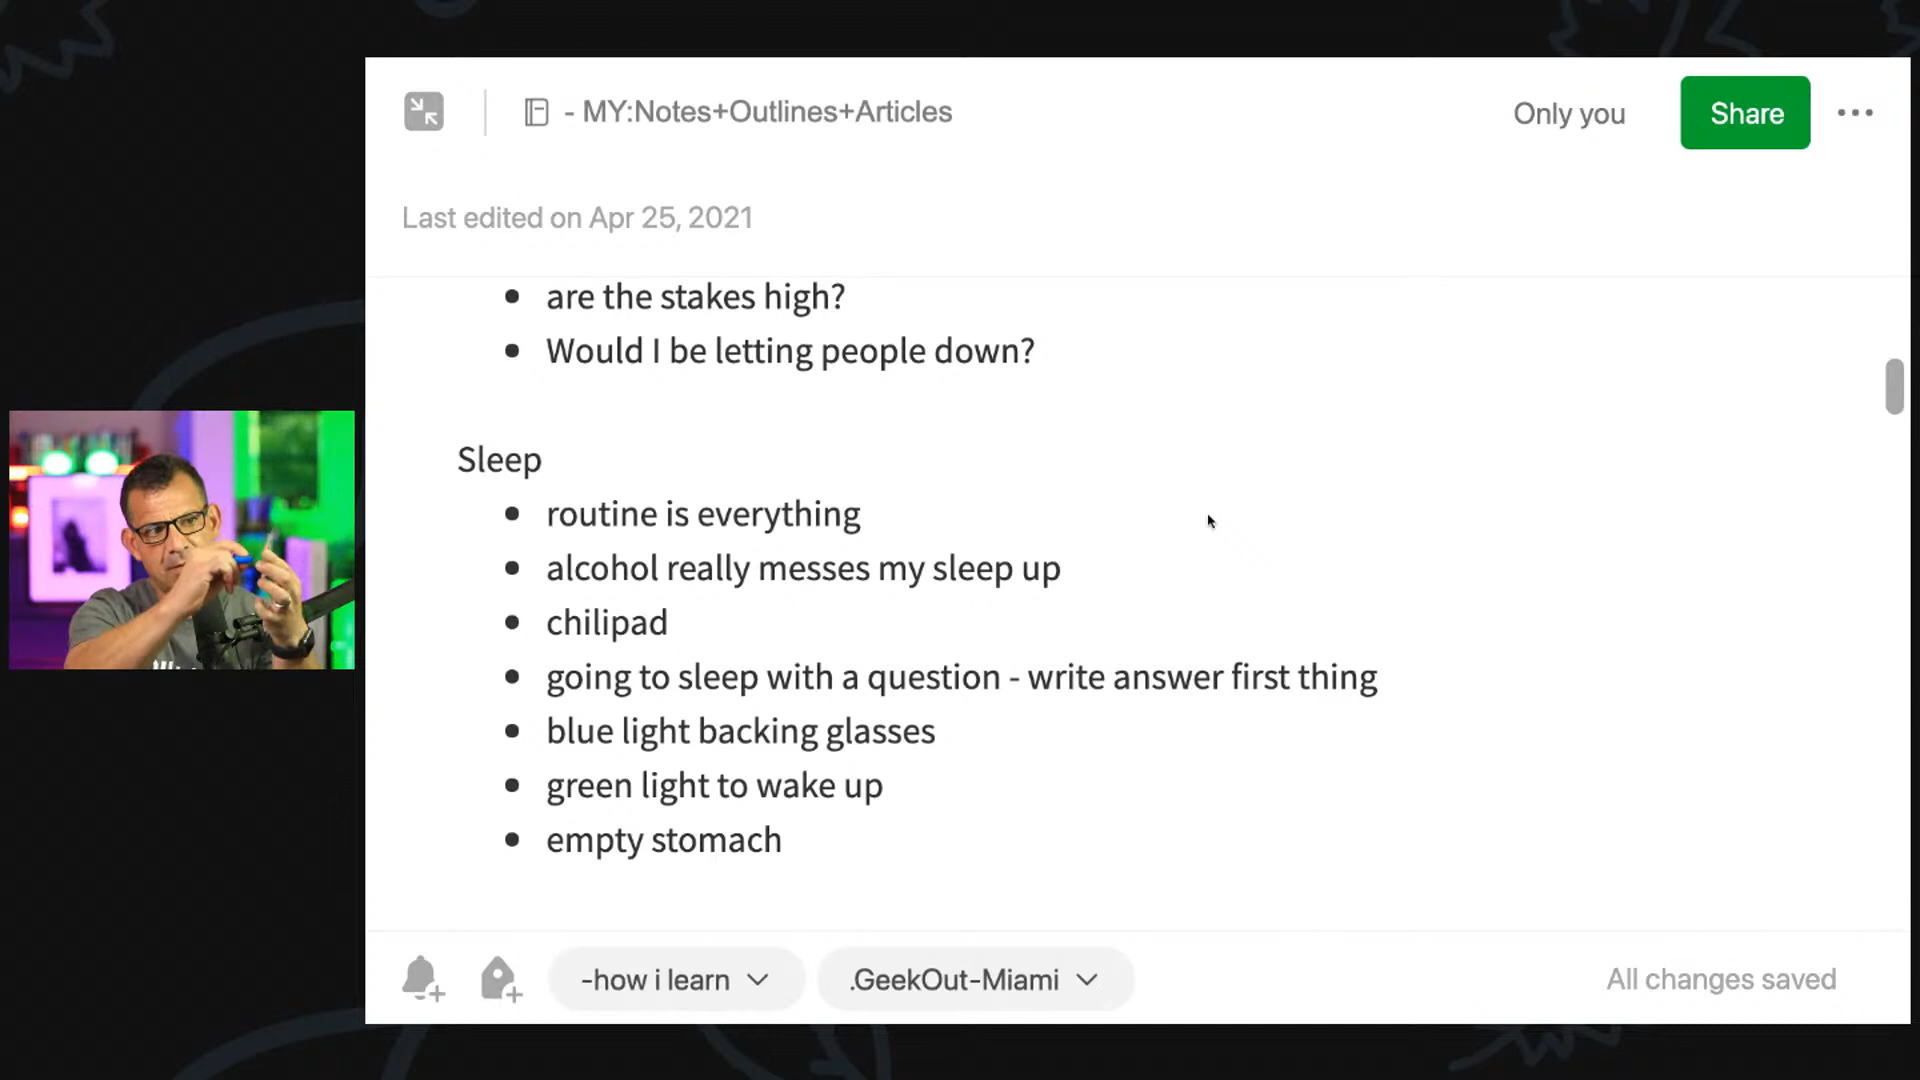 - MY:Notes+Outlines+Articles
Only you
Share
Last edited on Apr 25, 2021
are the stakes high?
Would I be letting people down?
Sleep
routine is everything
alcohol really messes my sleep up
chilipad
going to sleep with a question - write answer first thing
blue light backing glasses
green light to wake up
empty stomach
-how i learn
.GeekOut-Miami
All changes saved